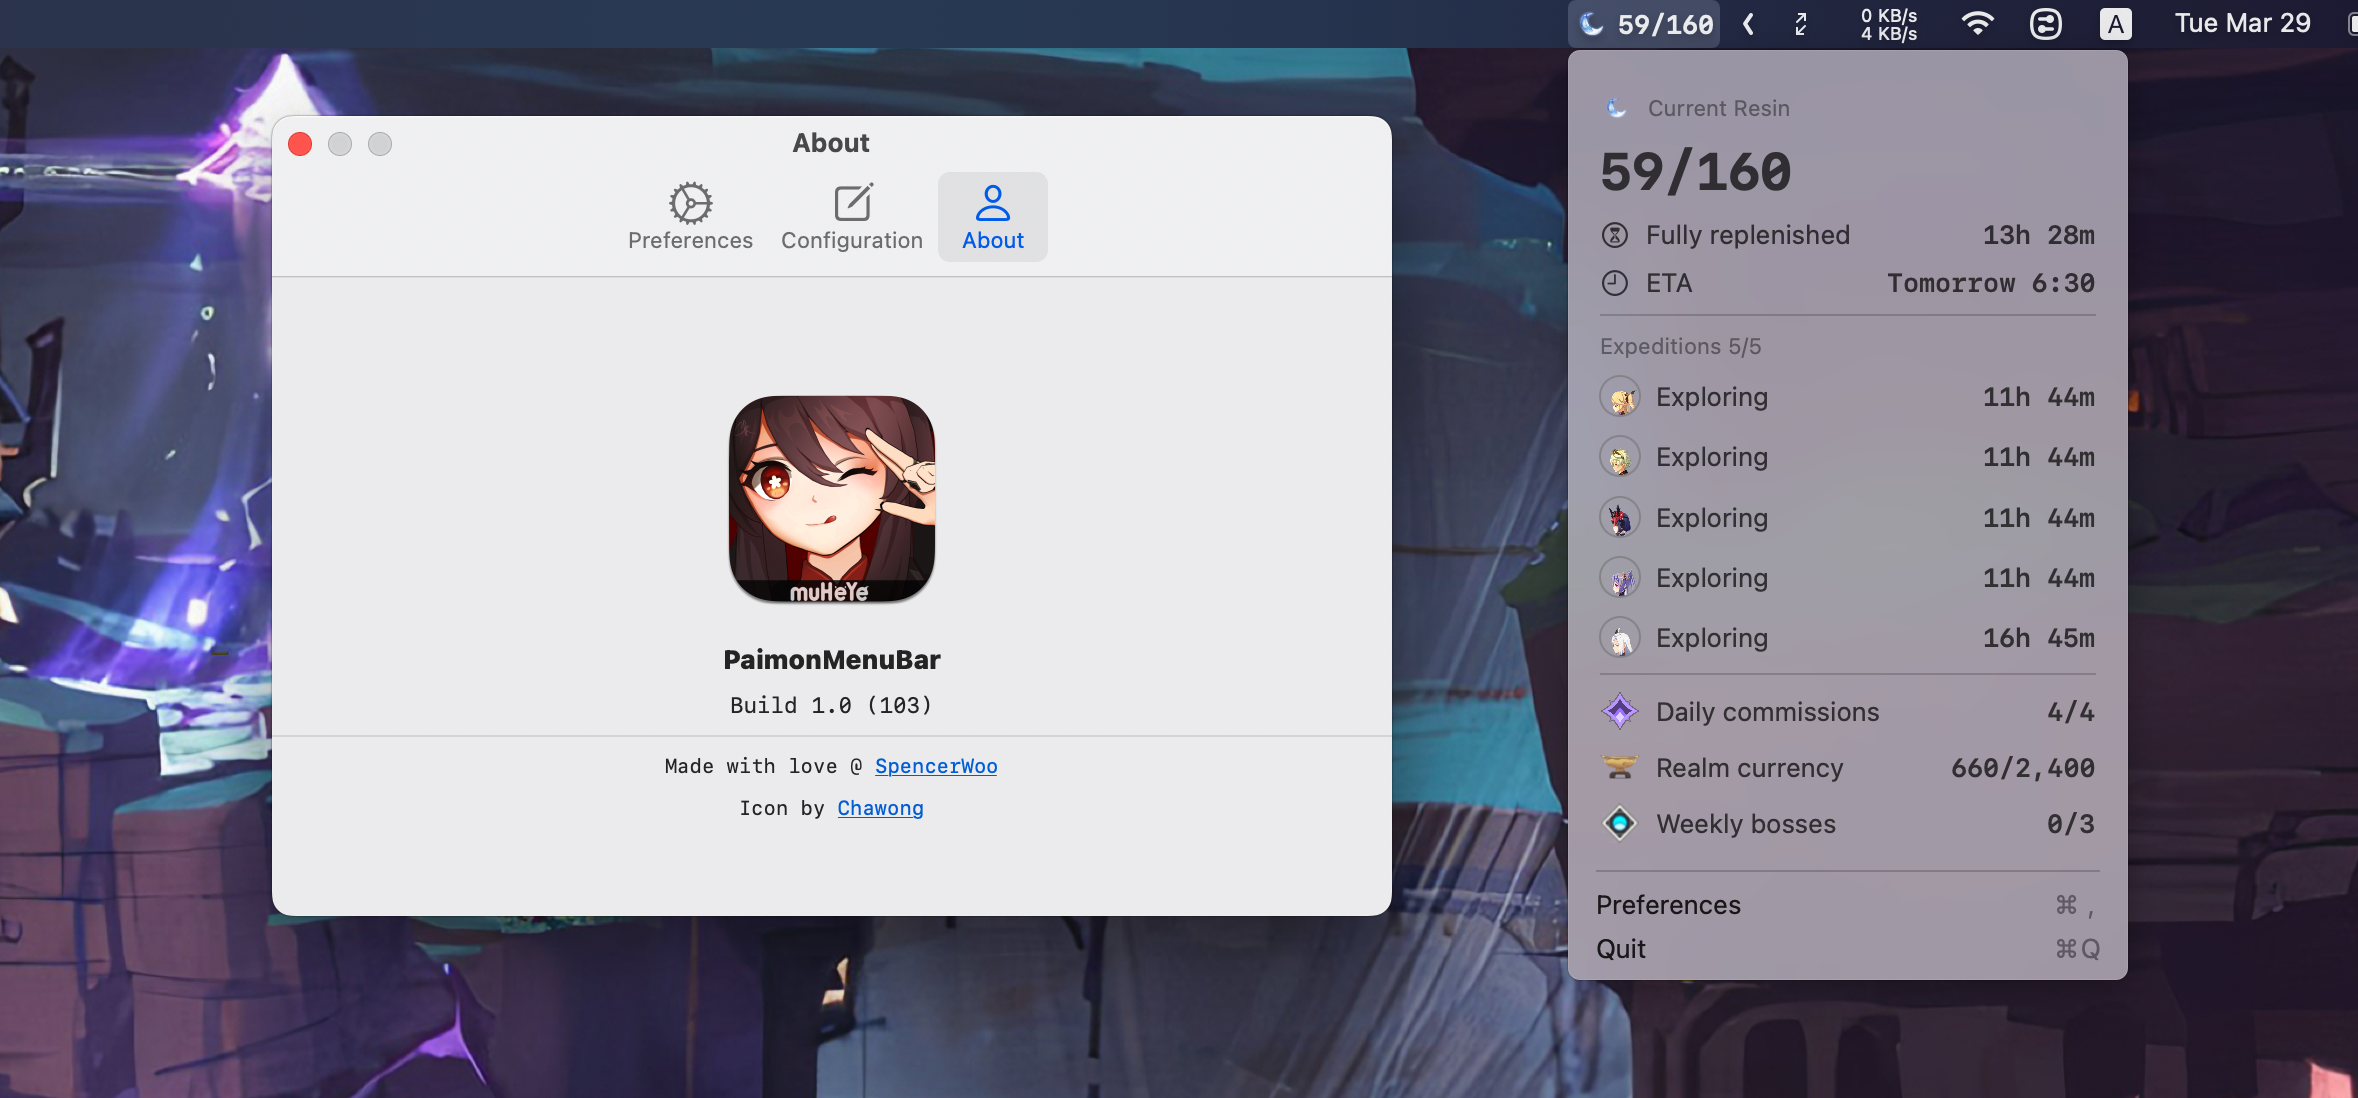 59/160
0 KB/s
4 KB/s
A
Tue Mar 29
About
Preferences
Configuration
About
muHeYe
PaimonMenuBar
Build 1.0 (103)
Made with love @ SpencerWoo
Icon by Chawong
Current Resin
59/160
Fully replenished 13h 28m
ETA Tomorrow 6:30
Expeditions 5/5
Exploring 11h 44m
Exploring 11h 44m
Exploring 11h 44m
Exploring 11h 44m
Exploring 16h 45m
Daily commissions 4/4
Realm currency 660/2,400
Weekly bosses 0/3
Preferences ⌘ ,
Quit ⌘Q